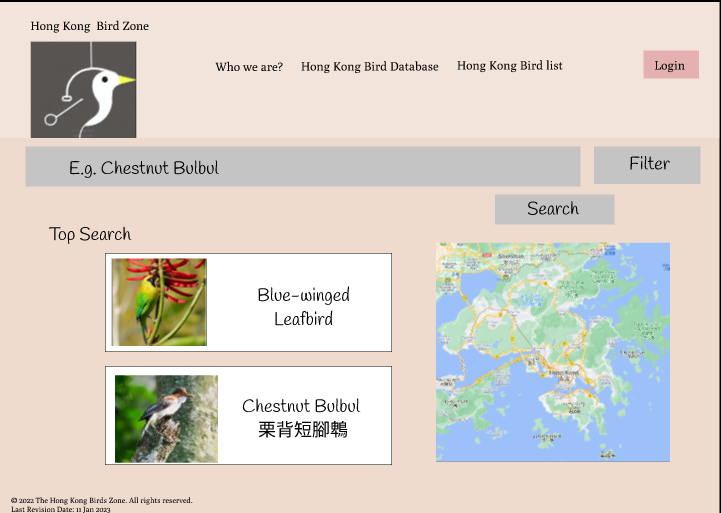 Hong Kong Bird Zone
Who we are? Hong Kong Bird Database Hong Kong Bird list
Login
E.g. Chestnut Bulbul
Filter
Search
Top Search
Blue-winged
Leafbird
Chestnut Bulbul
栗背短腳鵯
© 2022 The Hong Kong Birds Zone. All rights reserved.
Last Revision Date: 11 Jan 2023